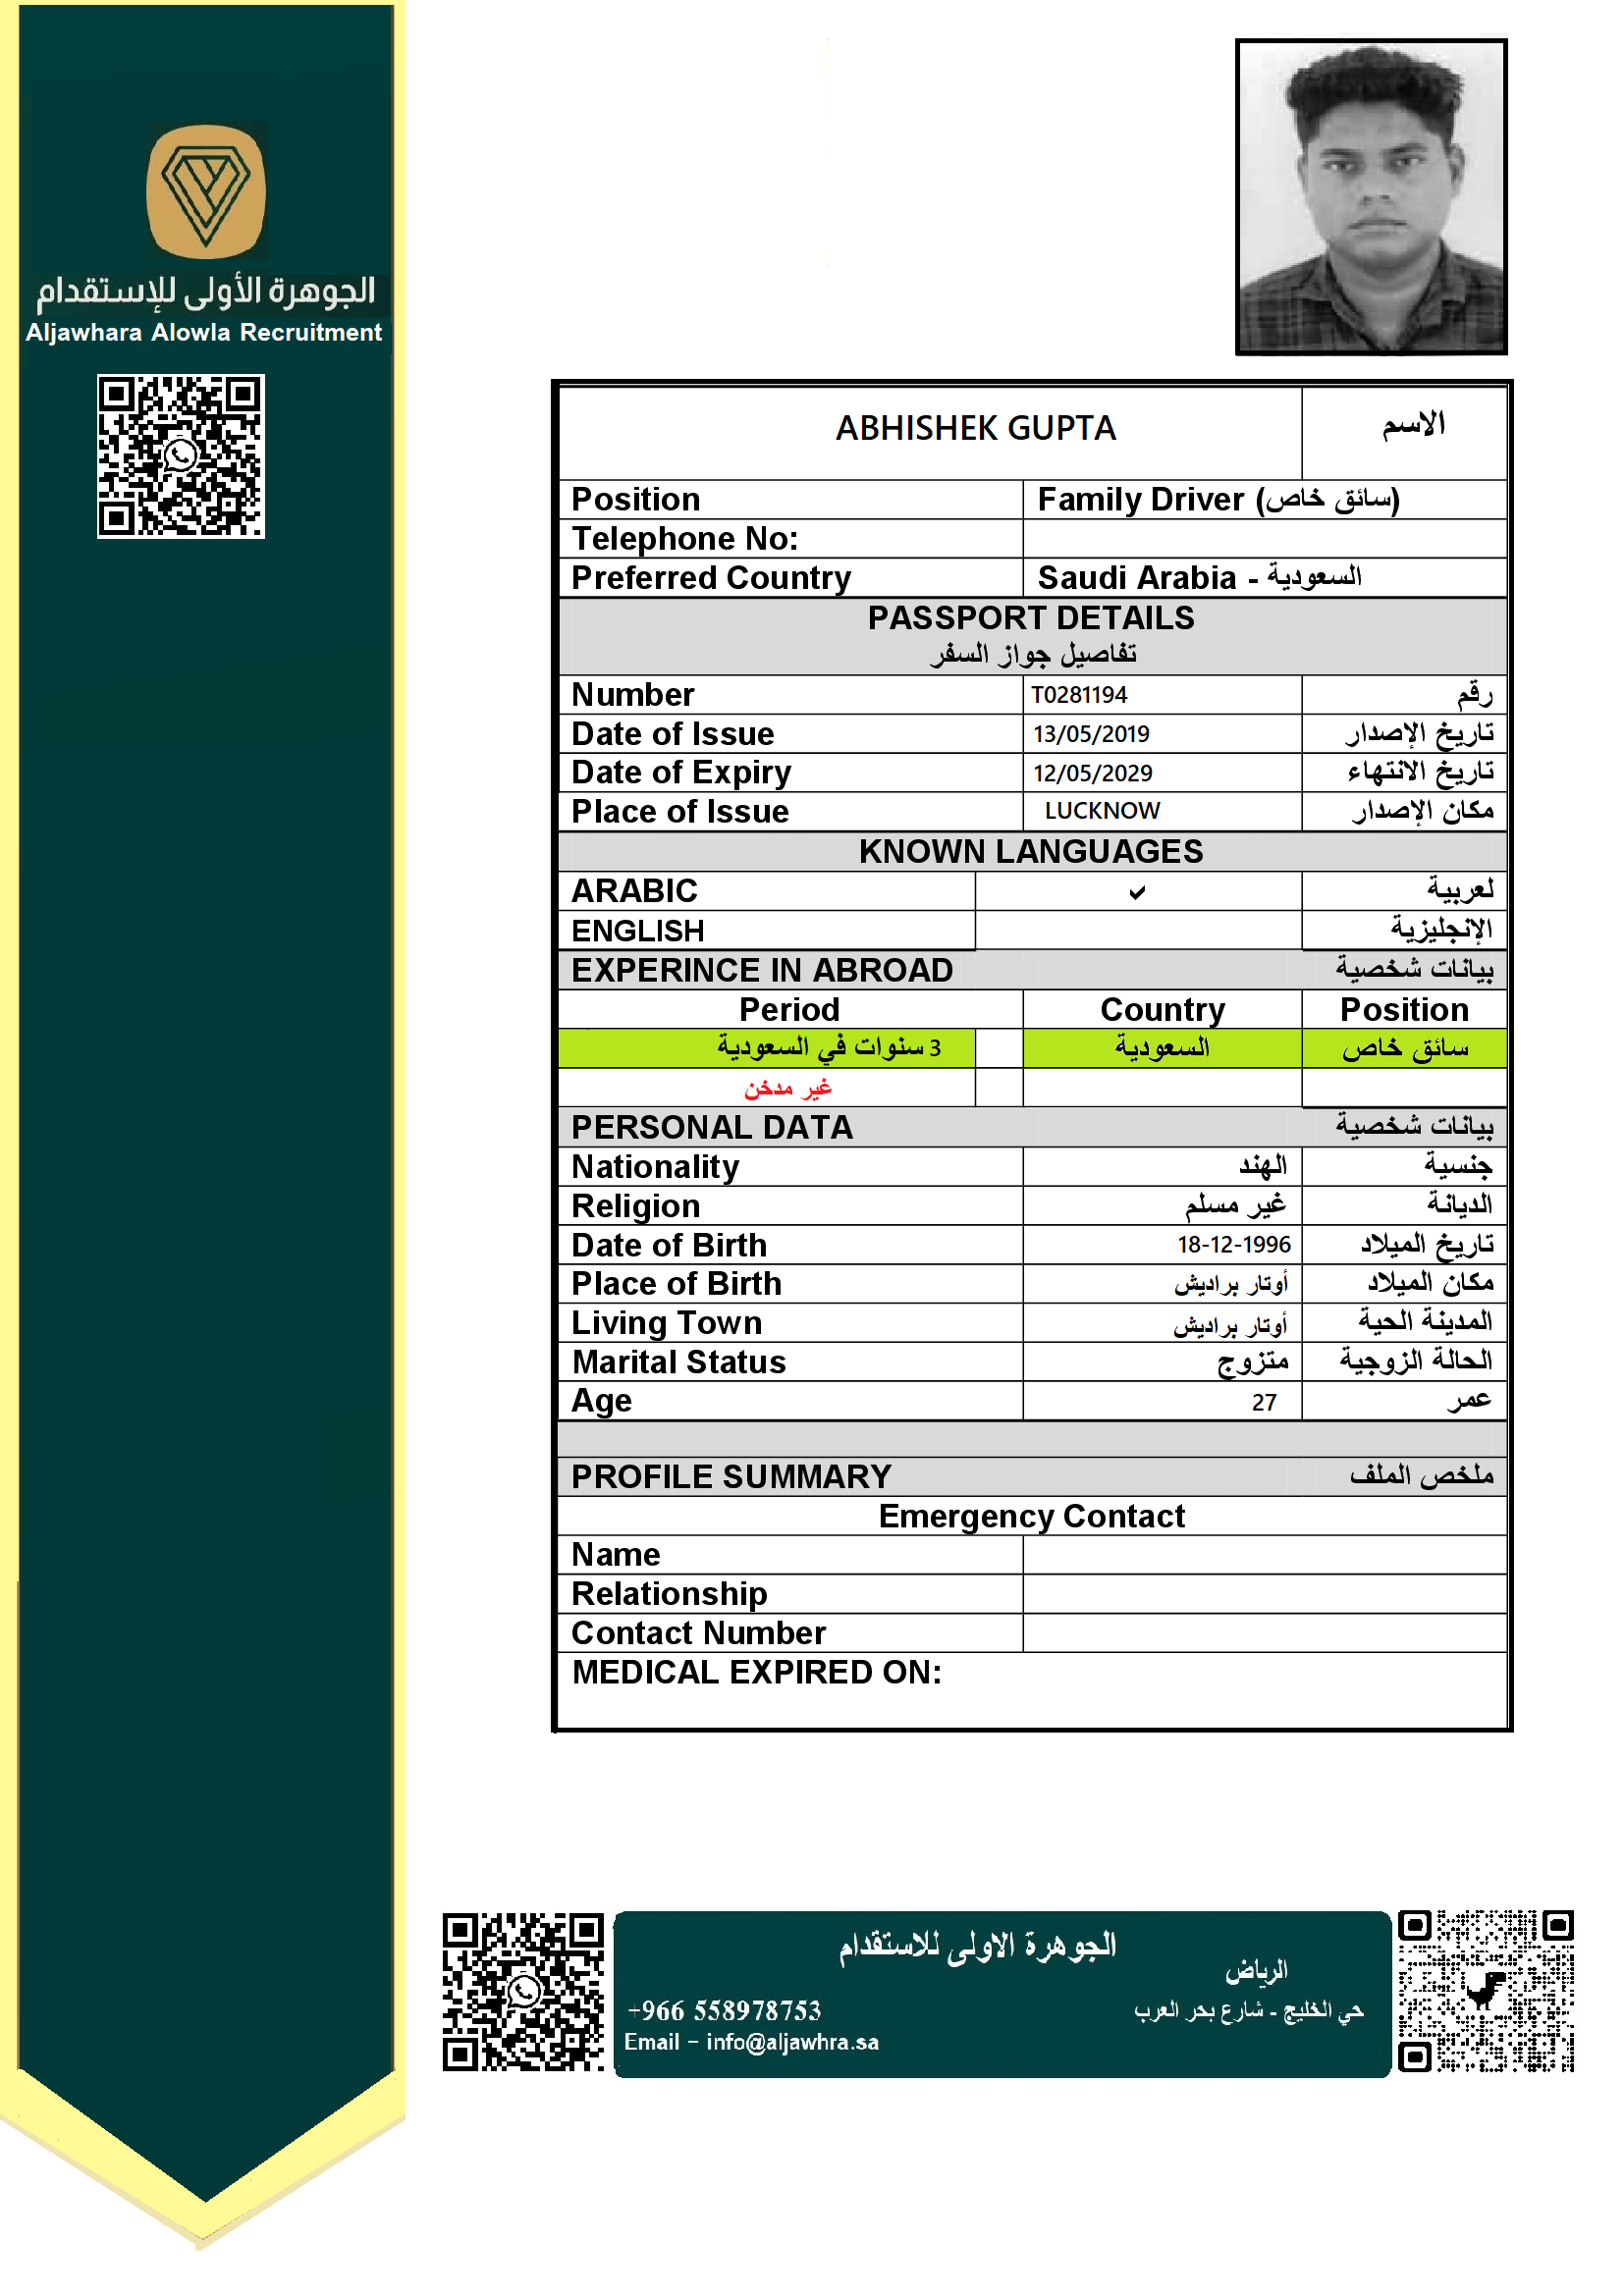 الجوهرة الأولى للإستقدام
Aljawhara Alowla Recruitment
ABHISHEK GUPTA الاسم
Position Family Driver (سائق خاص)
Telephone No:
Preferred Country Saudi Arabia - السعودية
PASSPORT DETAILS
تفاصيل جواز السفر
Number T0281194 رقم
Date of Issue 13/05/2019 تاريخ الإصدار
Date of Expiry 12/05/2029 تاريخ الانتهاء
Place of Issue LUCKNOW مكان الإصدار
KNOWN LANGUAGES
ARABIC لعربية
ENGLISH الإنجليزية
EXPERINCE IN ABROAD بيانات شخصية
Period Country Position
3 سنوات في السعودية السعودية سائق خاص
غير مدخن
PERSONAL DATA بيانات شخصية
Nationality الهند جنسية
Religion غير مسلم الديانة
Date of Birth 18-12-1996 تاريخ الميلاد
Place of Birth أوتار براديش مكان الميلاد
Living Town أوتار براديش المدينة الحية
Marital Status متزوج الحالة الزوجية
Age 27 عمر
PROFILE SUMMARY ملخص الملف
Emergency Contact
Name
Relationship
Contact Number
MEDICAL EXPIRED ON:
الجوهرة الاولى للاستقدام
الرياض
+966 558978753 حي الخليج - شارع بحر العرب
Email - info@aljawhra.sa